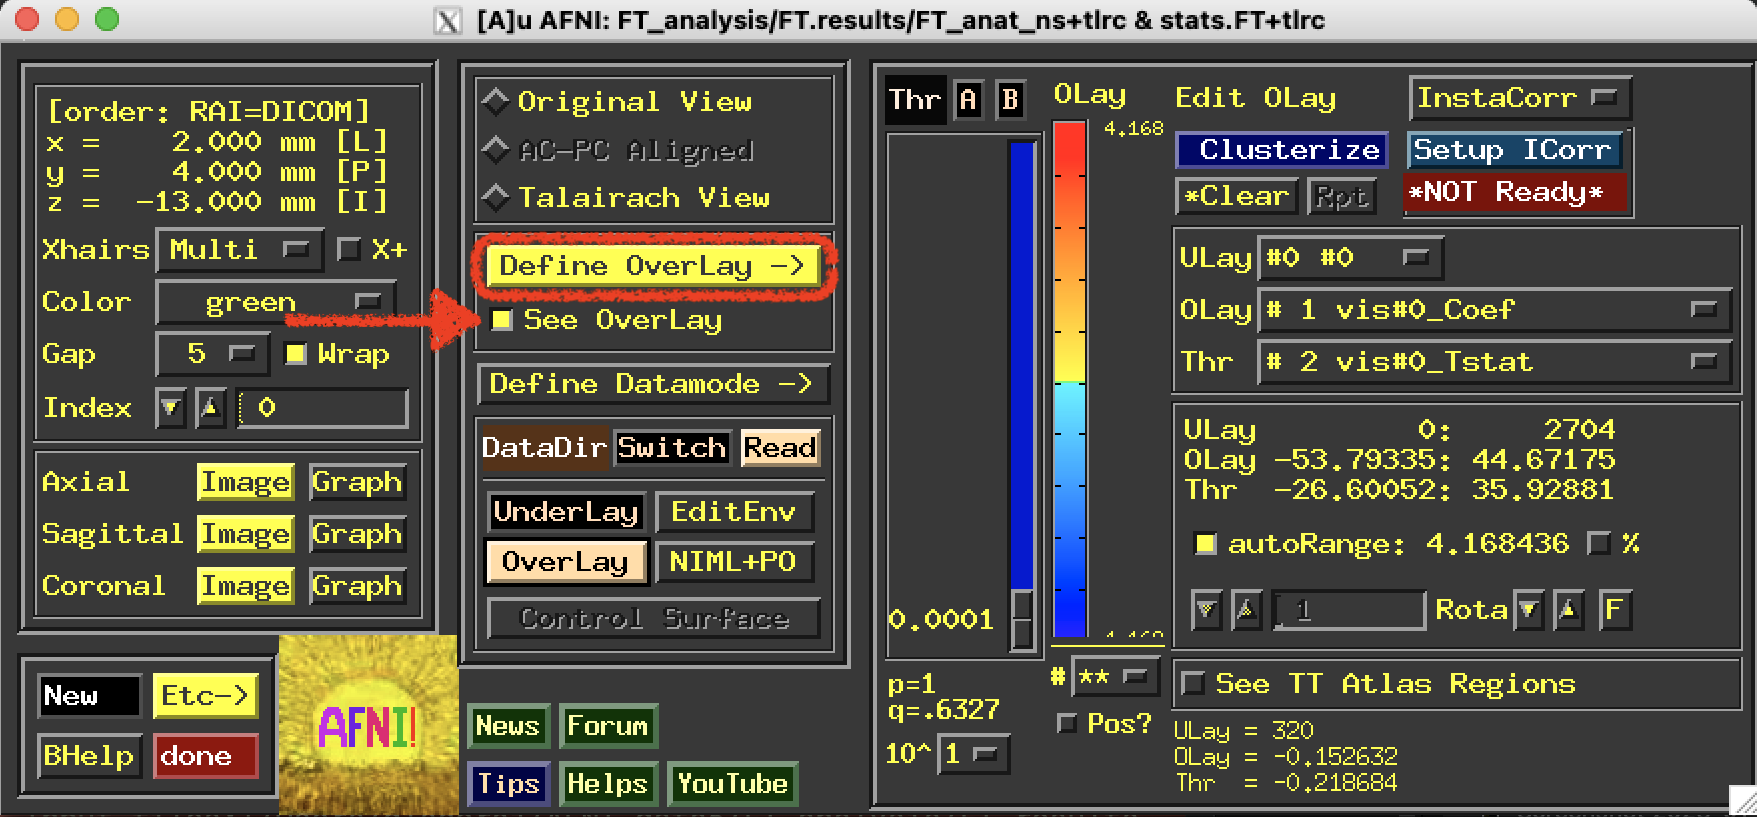 [A]u AFNI: FT_analysis/FT.results/FT_anat_ns+tlrc & stats.FT+tlrc
[order: RAI=DICOM]
x = 2.000 mm [L]
y = 4.000 mm [P]
z = -13.000 mm [I]
Xhairs Multi X+
Color green
Gap 5 Wrap
Index 0
Axial Image Graph
Sagittal Image Graph
Coronal Image Graph
New Etc->
BHelp done
AFNI!
Original View
AC-PC Aligned
Talairach View
Define OverLay ->
See OverLay
Define Datamode ->
DataDir Switch Read
UnderLay EditEnv
OverLay NIML+PO
Control Surface
News Forum
Tips Helps YouTube
Thr A B
0.0001
p=1
q=.6327
10^ 1
OLay
4.168
# **
Pos?
Edit OLay InstaCorr
Clusterize Setup ICorr
*Clear Rpt *NOT Ready*
ULay #0 #0
OLay # 1 vis#0_Coef
Thr # 2 vis#0_Tstat
ULay 0: 2704
OLay -53.79335: 44.67175
Thr -26.60052: 35.92881
autoRange: 4.168436 %
1 Rota F
See TT Atlas Regions
ULay = 320
OLay = -0.152632
Thr = -0.218684